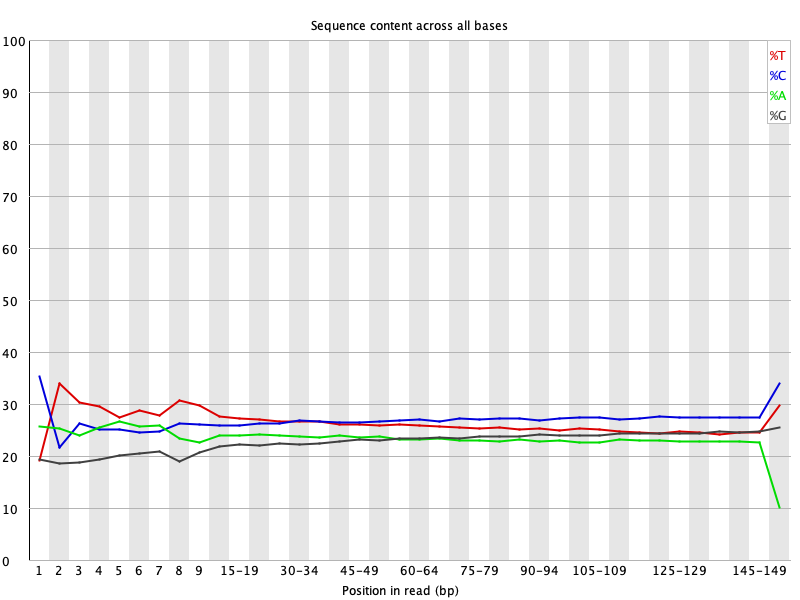 Sequence content across all bases
100
90
80
70
60
50
40
30
20
10
0
%T
%C
%A
%G
1 2 3 4 5 6 7 8 9 15-19 30-34 45-49 60-64 75-79 90-94 105-109 125-129 145-149
Position in read (bp)